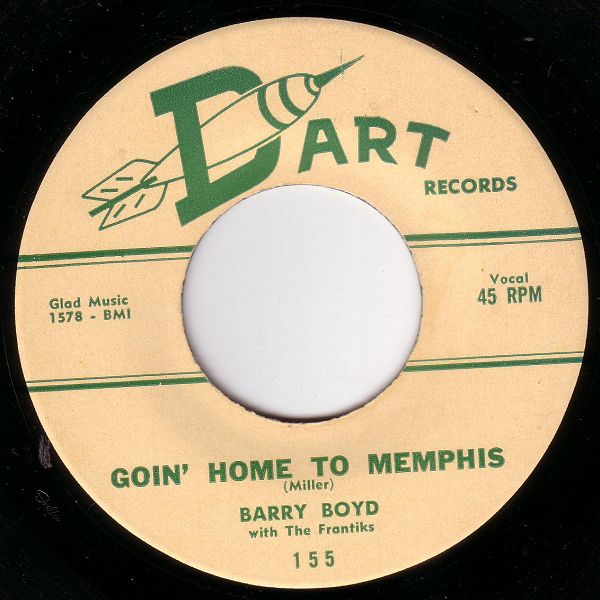 DART
RECORDS
Glad Music
1578 - BMI
Vocal
45 RPM
GOIN' HOME TO MEMPHIS
(Miller)
BARRY BOYD
with The Frantiks
155